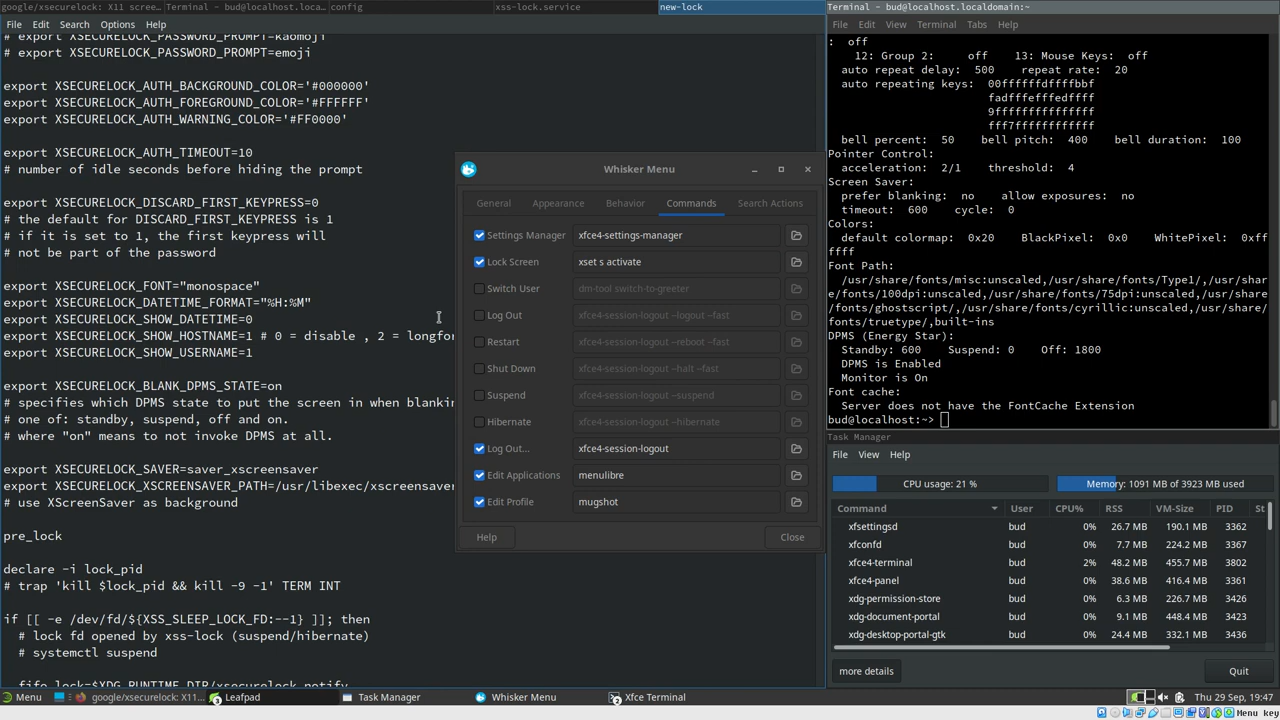 google/xsecurelock: X11 scree…
Terminal - bud@localhost.loca…
config
xss-lock.service
new-lock
File Edit Search Options Help
# export XSECURELOCK_PASSWORD_PROMPT=kaomoji
# export XSECURELOCK_PASSWORD_PROMPT=emoji
export XSECURELOCK_AUTH_BACKGROUND_COLOR='#000000'
export XSECURELOCK_AUTH_FOREGROUND_COLOR='#FFFFFF'
export XSECURELOCK_AUTH_WARNING_COLOR='#FF0000'
export XSECURELOCK_AUTH_TIMEOUT=10
# number of idle seconds before hiding the prompt
export XSECURELOCK_DISCARD_FIRST_KEYPRESS=0
# the default for DISCARD_FIRST_KEYPRESS is 1
# if it is set to 1, the first keypress will
# not be part of the password
export XSECURELOCK_FONT="monospace"
export XSECURELOCK_DATETIME_FORMAT="%H:%M"
export XSECURELOCK_SHOW_DATETIME=0
export XSECURELOCK_SHOW_HOSTNAME=1 # 0 = disable , 2 = longfor
export XSECURELOCK_SHOW_USERNAME=1
export XSECURELOCK_BLANK_DPMS_STATE=on
# specifies which DPMS state to put the screen in when blankin
# one of: standby, suspend, off and on.
# where "on" means to not invoke DPMS at all.
export XSECURELOCK_SAVER=saver_xscreensaver
export XSECURELOCK_XSCREENSAVER_PATH=/usr/libexec/xscreensaver
# use XScreenSaver as background
pre_lock
declare -i lock_pid
# trap 'kill $lock_pid && kill -9 -1' TERM INT
if [[ -e /dev/fd/${XSS_SLEEP_LOCK_FD:--1} ]]; then
# lock fd opened by xss-lock (suspend/hibernate)
# systemctl suspend
fifo_lock=$XDG_RUNTIME_DIR/xsecurelock_notify
Whisker Menu
General Appearance Behavior Commands Search Actions
Settings Manager xfce4-settings-manager
Lock Screen xset s activate
Switch User dm-tool switch-to-greeter
Log Out xfce4-session-logout --logout --fast
Restart xfce4-session-logout --reboot --fast
Shut Down xfce4-session-logout --halt --fast
Suspend xfce4-session-logout --suspend
Hibernate xfce4-session-logout --hibernate
Log Out... xfce4-session-logout
Edit Applications menulibre
Edit Profile mugshot
Help Close
Terminal - bud@localhost.localdomain:~
File Edit View Terminal Tabs Help
: off
12: Group 2: off 13: Mouse Keys: off
auto repeat delay: 500 repeat rate: 20
auto repeating keys: 00ffffffdffffbbf
fadfffefffedffff
9fffffffffffffff
fff7ffffffffffff
bell percent: 50 bell pitch: 400 bell duration: 100
Pointer Control:
acceleration: 2/1 threshold: 4
Screen Saver:
prefer blanking: no allow exposures: no
timeout: 600 cycle: 0
Colors:
default colormap: 0x20 BlackPixel: 0x0 WhitePixel: 0xff
ffff
Font Path:
/usr/share/fonts/misc:unscaled,/usr/share/fonts/Type1/,/usr/share
/fonts/100dpi:unscaled,/usr/share/fonts/75dpi:unscaled,/usr/share
/fonts/ghostscript/,/usr/share/fonts/cyrillic:unscaled,/usr/share
/fonts/truetype/,built-ins
DPMS (Energy Star):
Standby: 600 Suspend: 0 Off: 1800
DPMS is Enabled
Monitor is On
Font cache:
Server does not have the FontCache Extension
bud@localhost:~>
Task Manager
File View Help
CPU usage: 21 % Memory: 1091 MB of 3923 MB used
Command User CPU% RSS VM-Size PID St
xfsettingsd bud 0% 26.7 MB 190.1 MB 3362
xfconfd bud 0% 7.7 MB 224.2 MB 3367
xfce4-terminal bud 2% 48.2 MB 455.7 MB 3802
xfce4-panel bud 0% 38.6 MB 416.4 MB 3361
xdg-permission-store bud 0% 6.3 MB 226.7 MB 3426
xdg-document-portal bud 0% 9.1 MB 448.4 MB 3423
xdg-desktop-portal-gtk bud 0% 24.4 MB 332.1 MB 3436
more details Quit
Menu google/xsecurelock: X11... Leafpad Task Manager Whisker Menu Xfce Terminal Thu 29 Sep, 19:47
Menu key